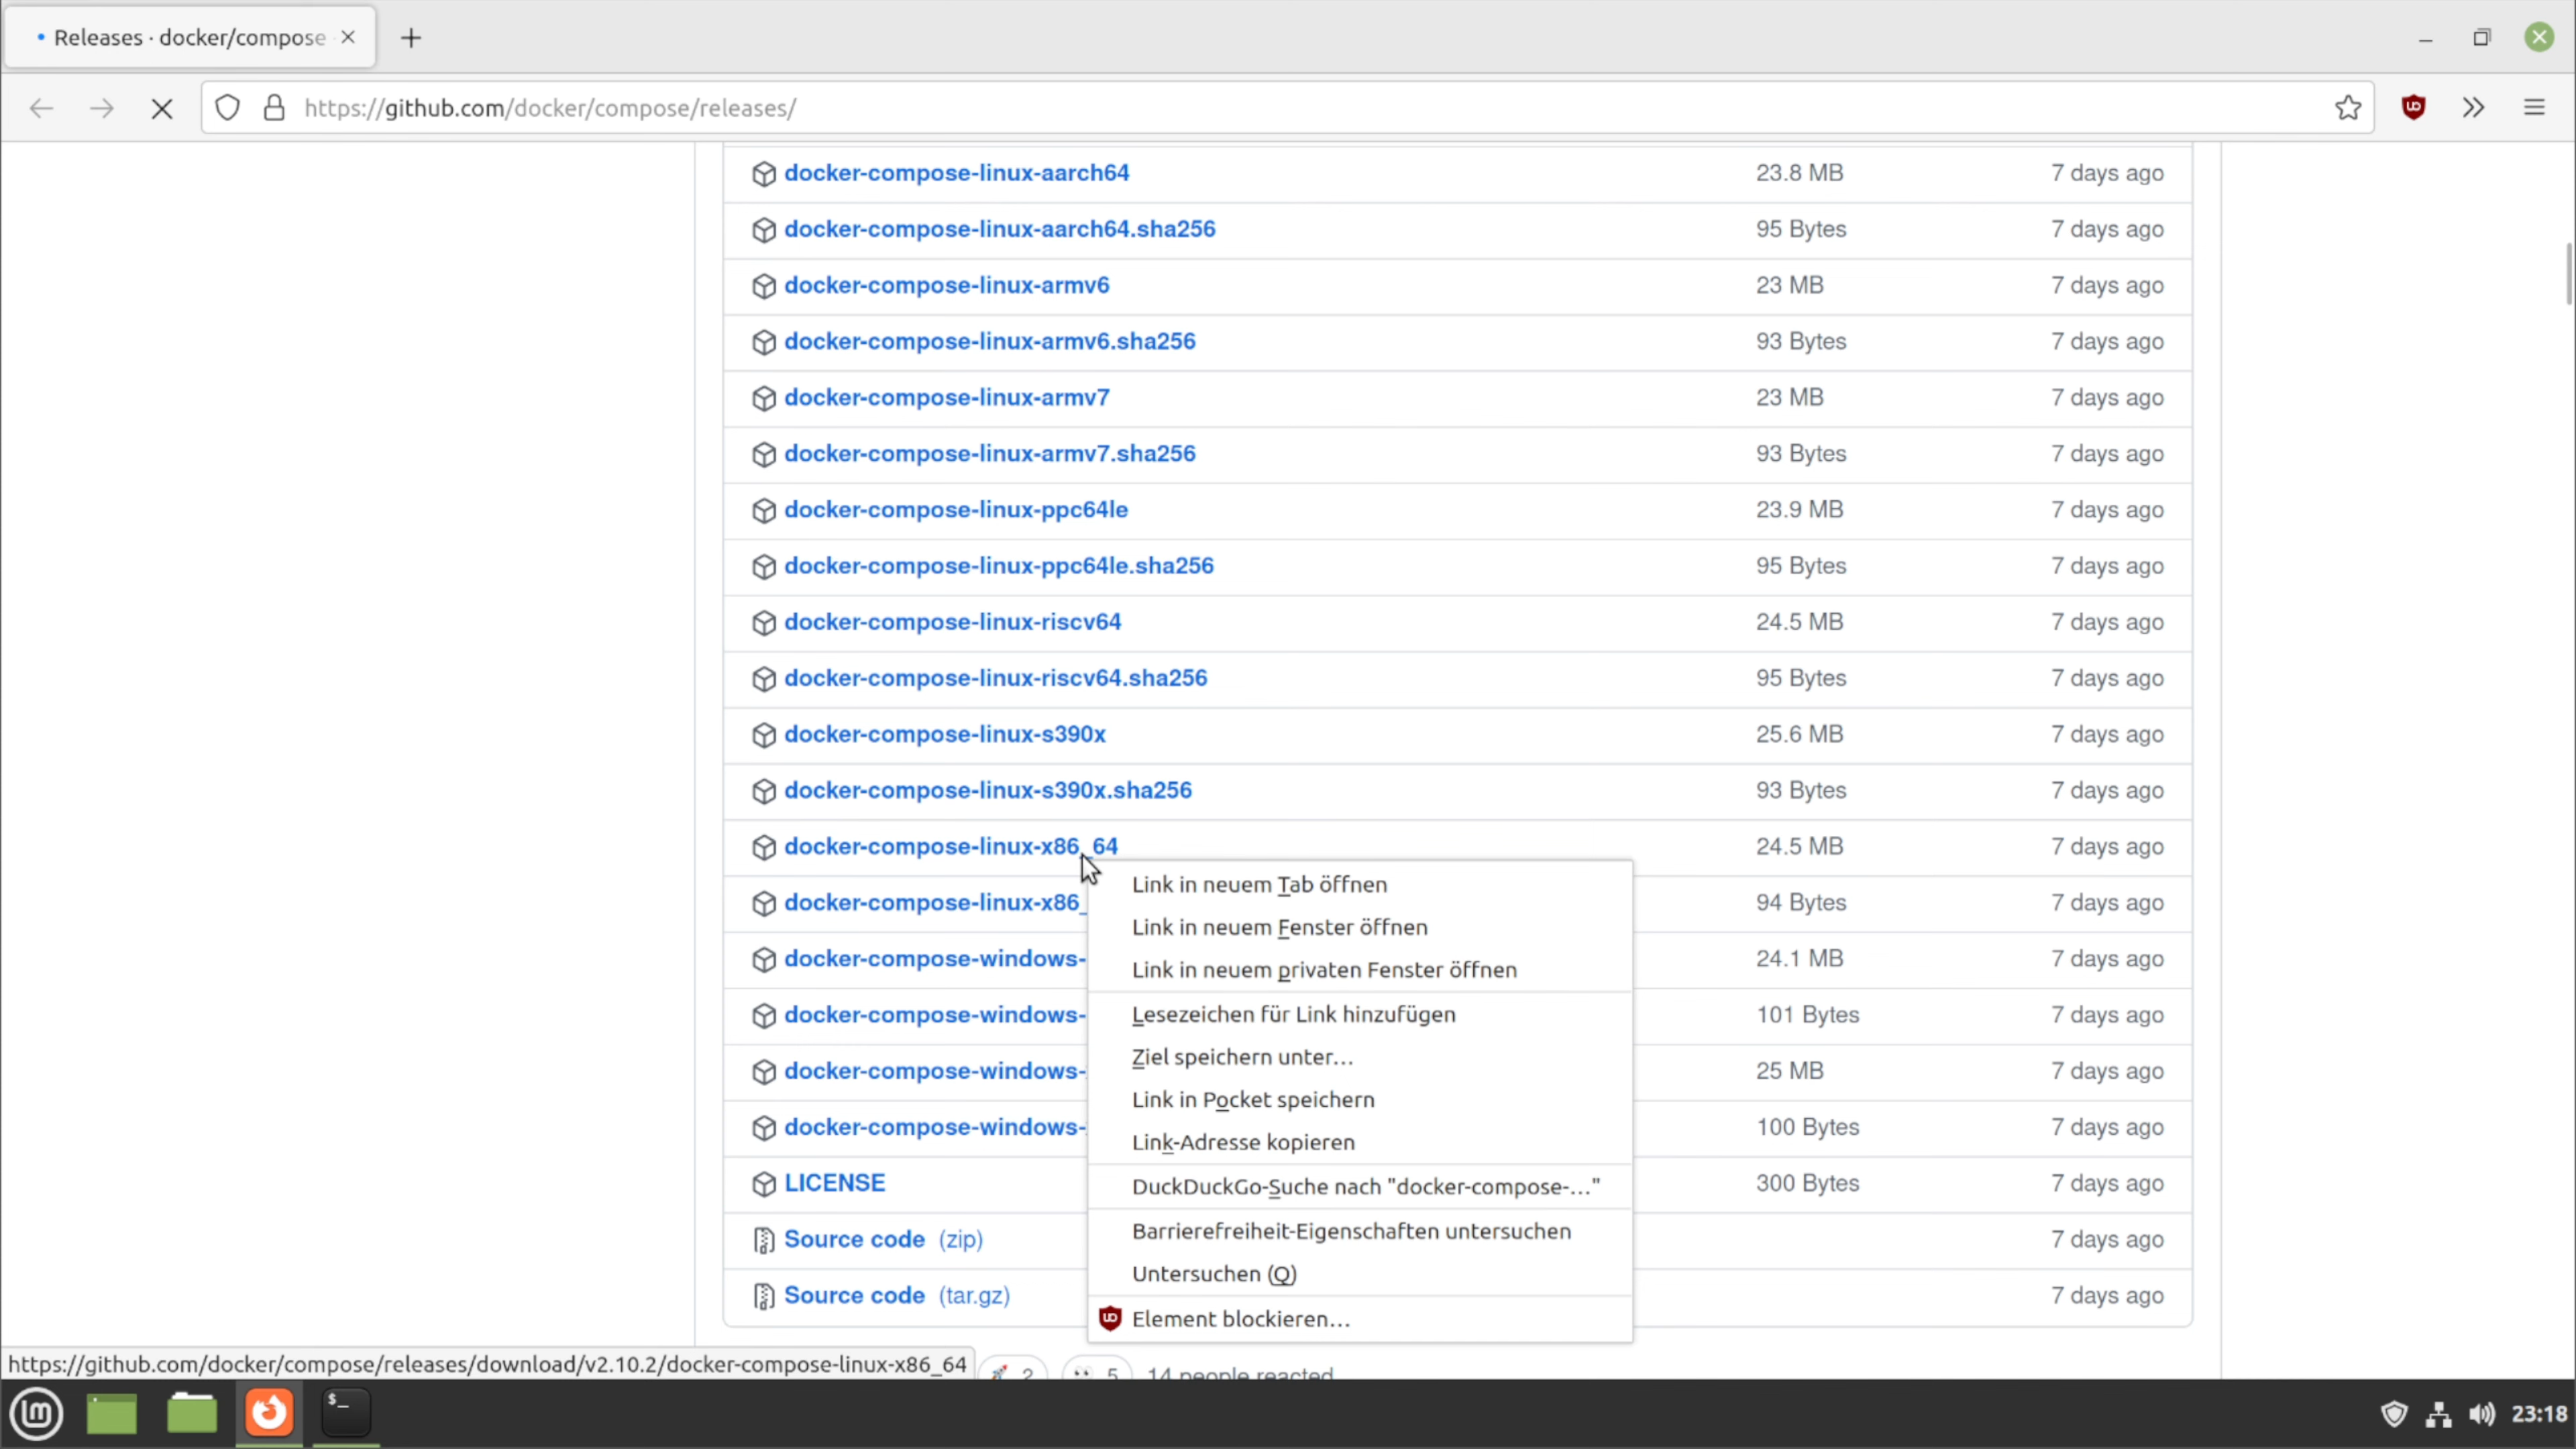 Releases · docker/compose
https://github.com/docker/compose/releases/
docker-compose-linux-aarch64 23.8 MB 7 days ago
docker-compose-linux-aarch64.sha256 95 Bytes 7 days ago
docker-compose-linux-armv6 23 MB 7 days ago
docker-compose-linux-armv6.sha256 93 Bytes 7 days ago
docker-compose-linux-armv7 23 MB 7 days ago
docker-compose-linux-armv7.sha256 93 Bytes 7 days ago
docker-compose-linux-ppc64le 23.9 MB 7 days ago
docker-compose-linux-ppc64le.sha256 95 Bytes 7 days ago
docker-compose-linux-riscv64 24.5 MB 7 days ago
docker-compose-linux-riscv64.sha256 95 Bytes 7 days ago
docker-compose-linux-s390x 25.6 MB 7 days ago
docker-compose-linux-s390x.sha256 93 Bytes 7 days ago
docker-compose-linux-x86_64 24.5 MB 7 days ago
docker-compose-linux-x86_ 94 Bytes 7 days ago
docker-compose-windows- 24.1 MB 7 days ago
docker-compose-windows- 101 Bytes 7 days ago
docker-compose-windows- 25 MB 7 days ago
docker-compose-windows- 100 Bytes 7 days ago
LICENSE 300 Bytes 7 days ago
Source code (zip) 7 days ago
Source code (tar.gz) 7 days ago
Link in neuem Tab öffnen
Link in neuem Fenster öffnen
Link in neuem privaten Fenster öffnen
Lesezeichen für Link hinzufügen
Ziel speichern unter…
Link in Pocket speichern
Link-Adresse kopieren
DuckDuckGo-Suche nach "docker-compose-…"
Barrierefreiheit-Eigenschaften untersuchen
Untersuchen (Q)
Element blockieren…
https://github.com/docker/compose/releases/download/v2.10.2/docker-compose-linux-x86_64
2 5 14 people reacted
$_
23:18